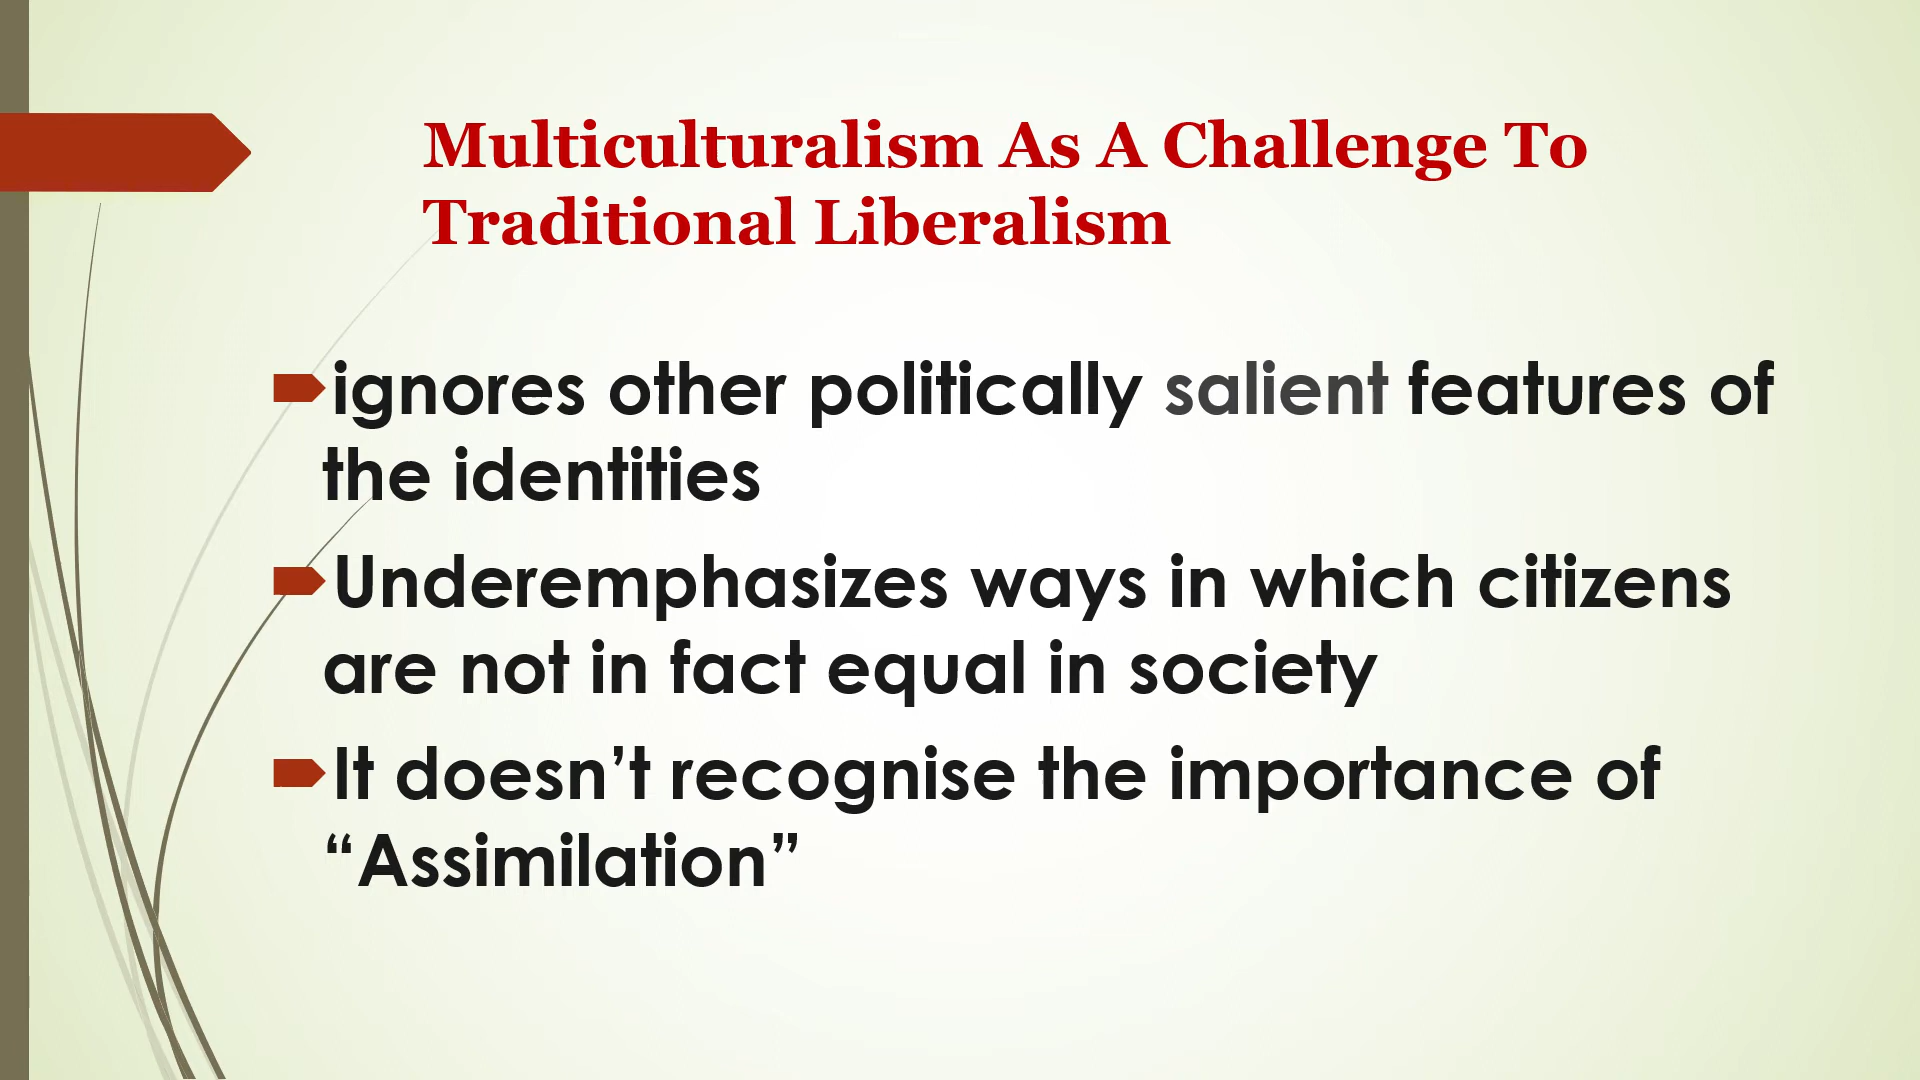 Multiculturalism As A Challenge To
Traditional Liberalism
ignores other politically salient features of
the identities
Underemphasizes ways in which citizens
are not in fact equal in society
It doesn’t recognise the importance of
“Assimilation”